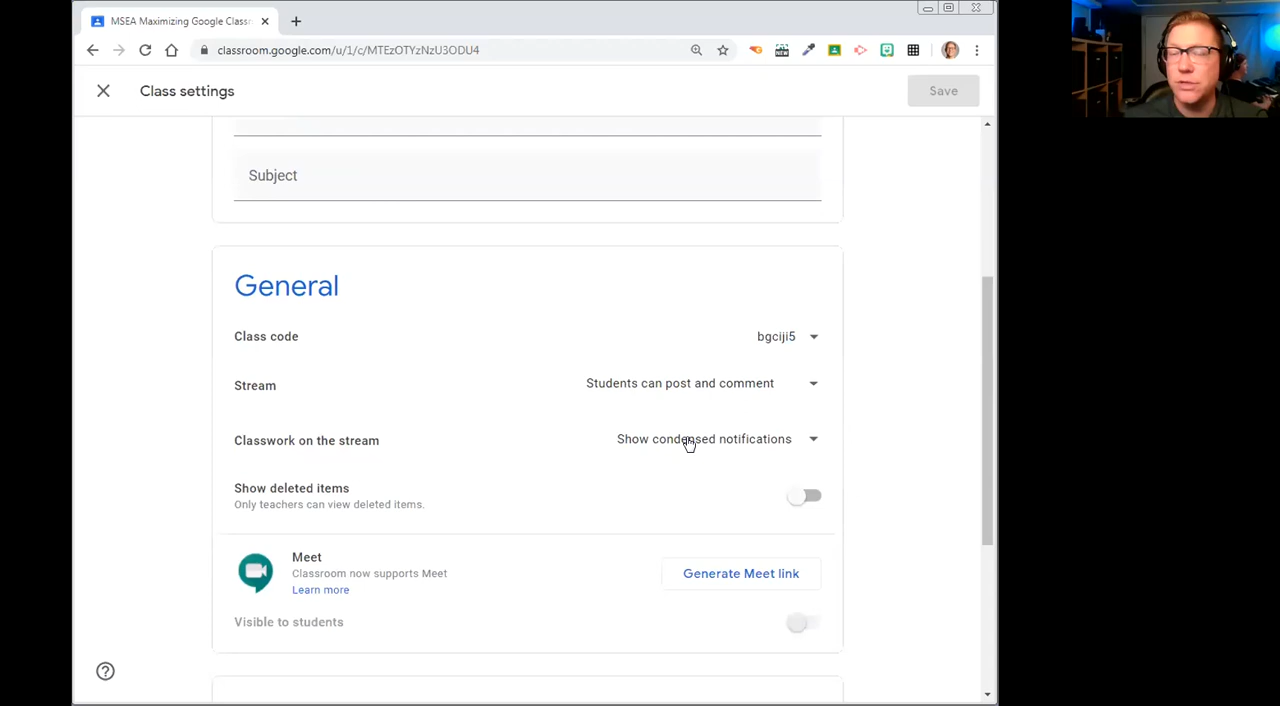 MSEA Maximizing Google Classr
classroom.google.com/u/1/c/MTEzOTYzNzU3ODU4
Class settings
Save
Subject
General
Class code
bgciji5
Stream
Students can post and comment
Classwork on the stream
Show condensed notifications
Show deleted items
Only teachers can view deleted items.
Meet
Classroom now supports Meet
Learn more
Generate Meet link
Visible to students